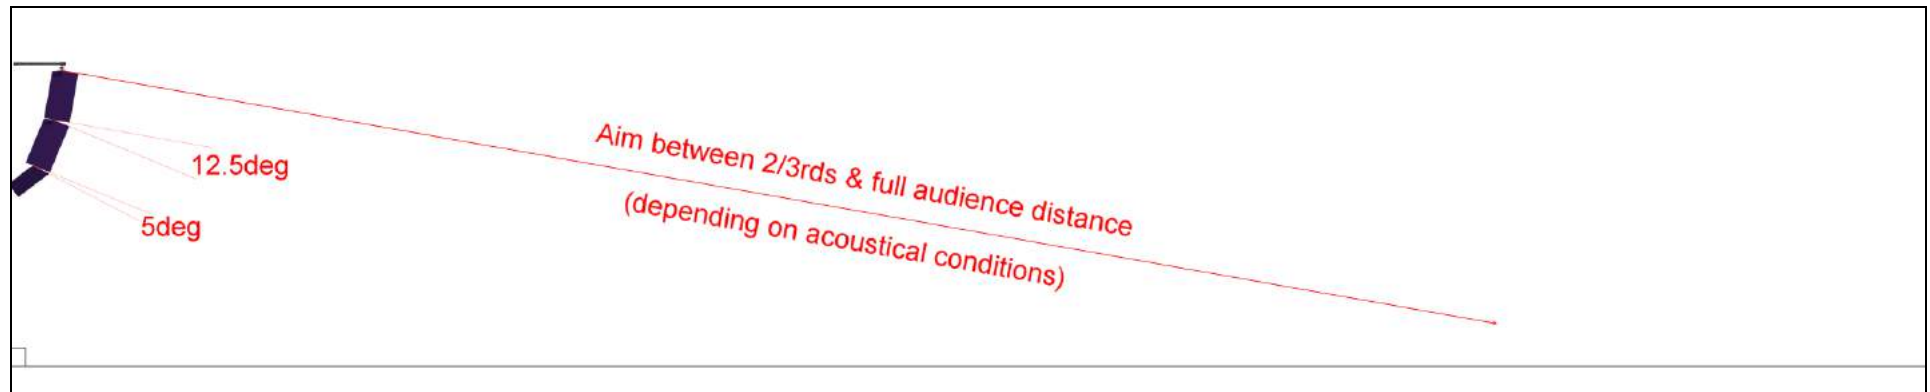 Aim between 2/3rds & full audience distance
(depending on acoustical conditions)
12.5deg
5deg